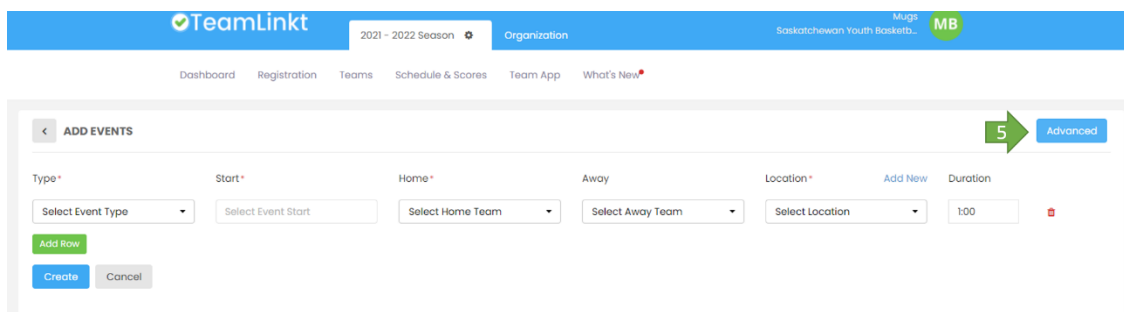 TeamLinkt
2021 - 2022 Season
Organization
Mugs
Saskatchewan Youth Basketb...
MB
Dashboard Registration Teams Schedule & Scores Team App What's New
< ADD EVENTS
5
Advanced
Type* Start* Home* Away Location* Add New Duration
Select Event Type Select Event Start Select Home Team Select Away Team Select Location 1:00
Add Row
Create Cancel